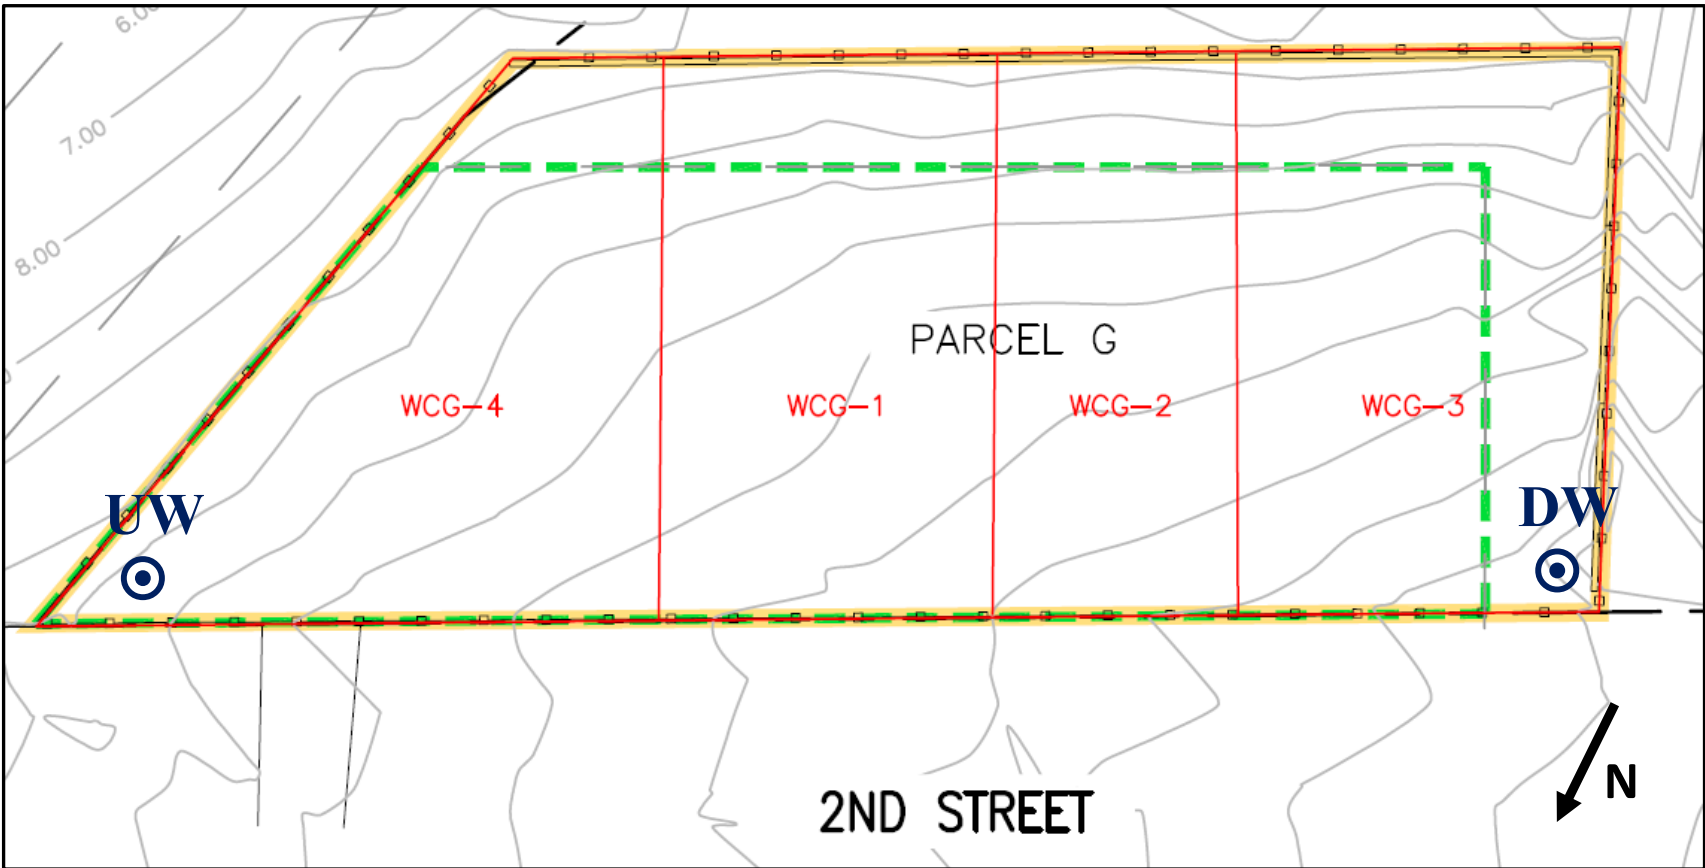 6.00
7.00
8.00
PARCEL G
WCG-4
WCG-1
WCG-2
WCG-3
UW
DW
2ND STREET
N